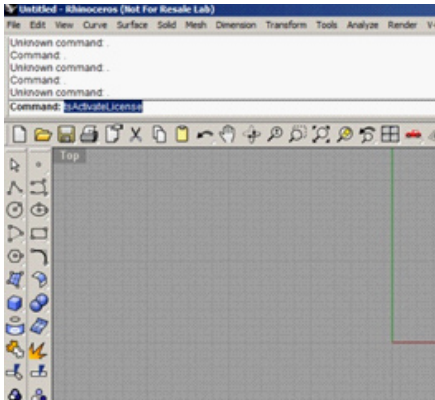 Untitled - Rhinoceros (Not For Resale Lab)
File Edit View Curve Surface Solid Mesh Dimension Transform Tools Analyze Render V-
Unknown command: .
Command: .
Unknown command: .
Command: .
Unknown command: .
Command: tsActivateLicense
Top